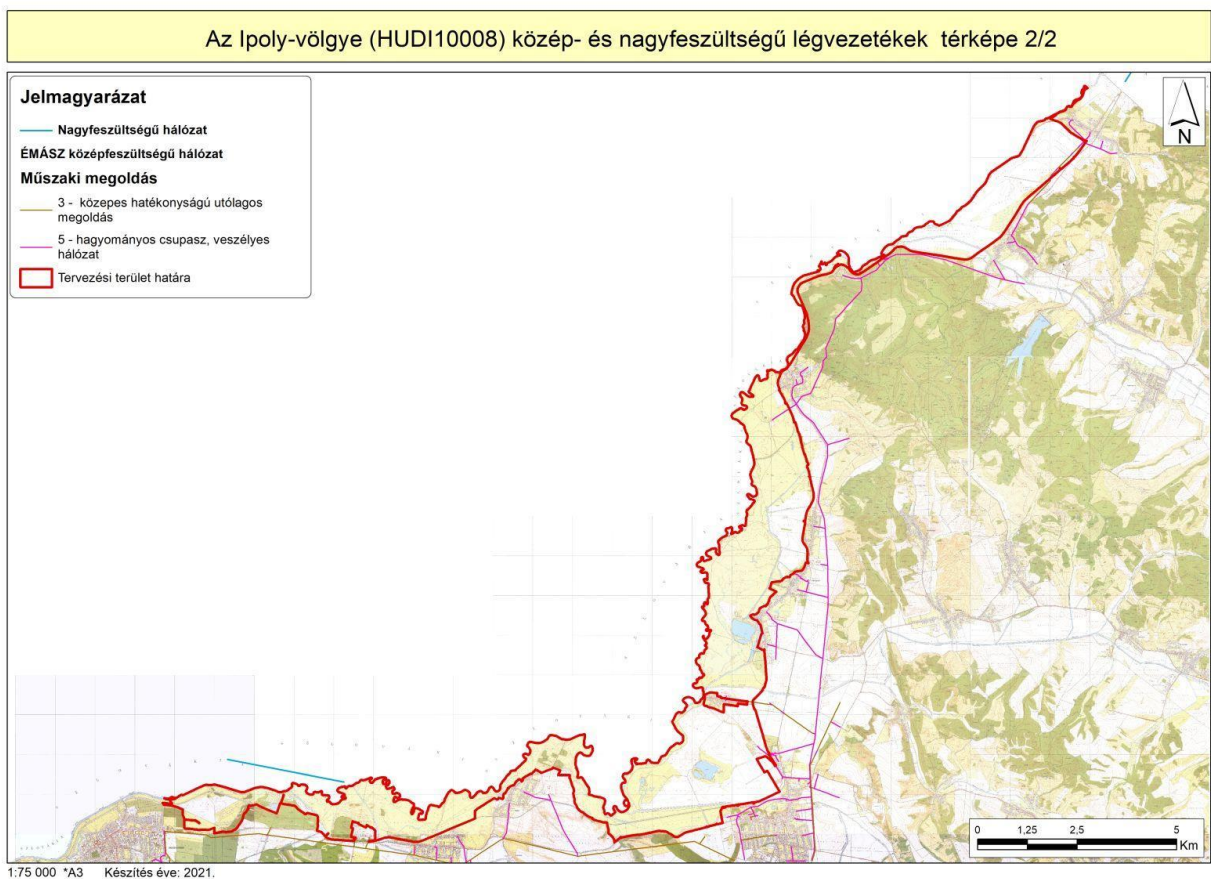 Az Ipoly-völgye (HUDI10008) közép- és nagyfeszültségű légvezetékek térképe 2/2
Jelmagyarázat
Nagyfeszültségű hálózat
ÉMÁSZ középfeszültségű hálózat
Műszaki megoldás
3 - közepes hatékonyságú utólagos
megoldás
5 - hagyományos csupasz, veszélyes
hálózat
Tervezési terület határa
N
0 1,25 2,5 5
Km
1:75 000 *A3 Készítés éve: 2021.